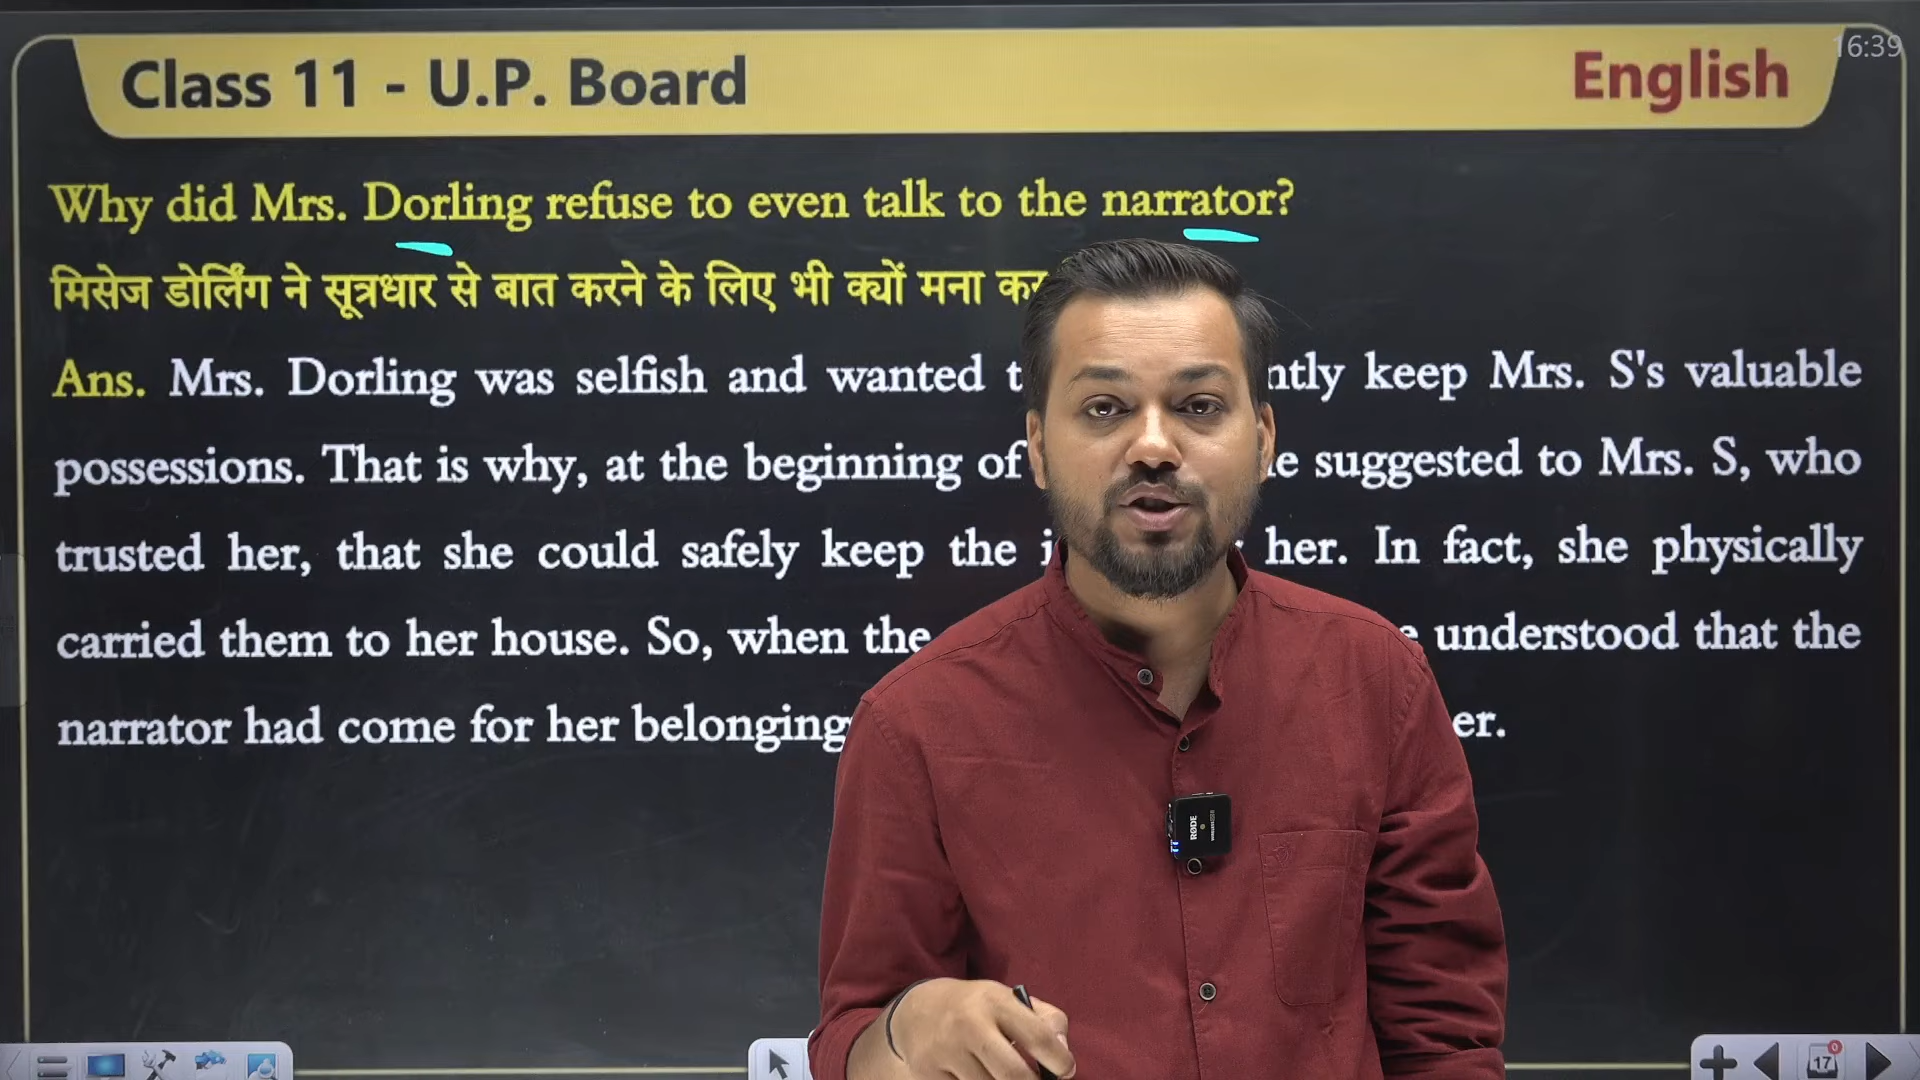 Class 11 - U.P. Board
English
16:39
Why did Mrs. Dorling refuse to even talk to the narrator?
मिसेज डोर्लिंग ने सूत्रधार से बात करने के लिए भी क्यों मना
Ans. Mrs. Dorling was selfish and wanted keep Mrs. S's valuable
possessions. That is why, at the beginning of suggested to Mrs. S, who
trusted her, that she could safely keep the her. In fact, she physically
carried them to her house. So, when the understood that the
narrator had come for her
RØDE
17
0